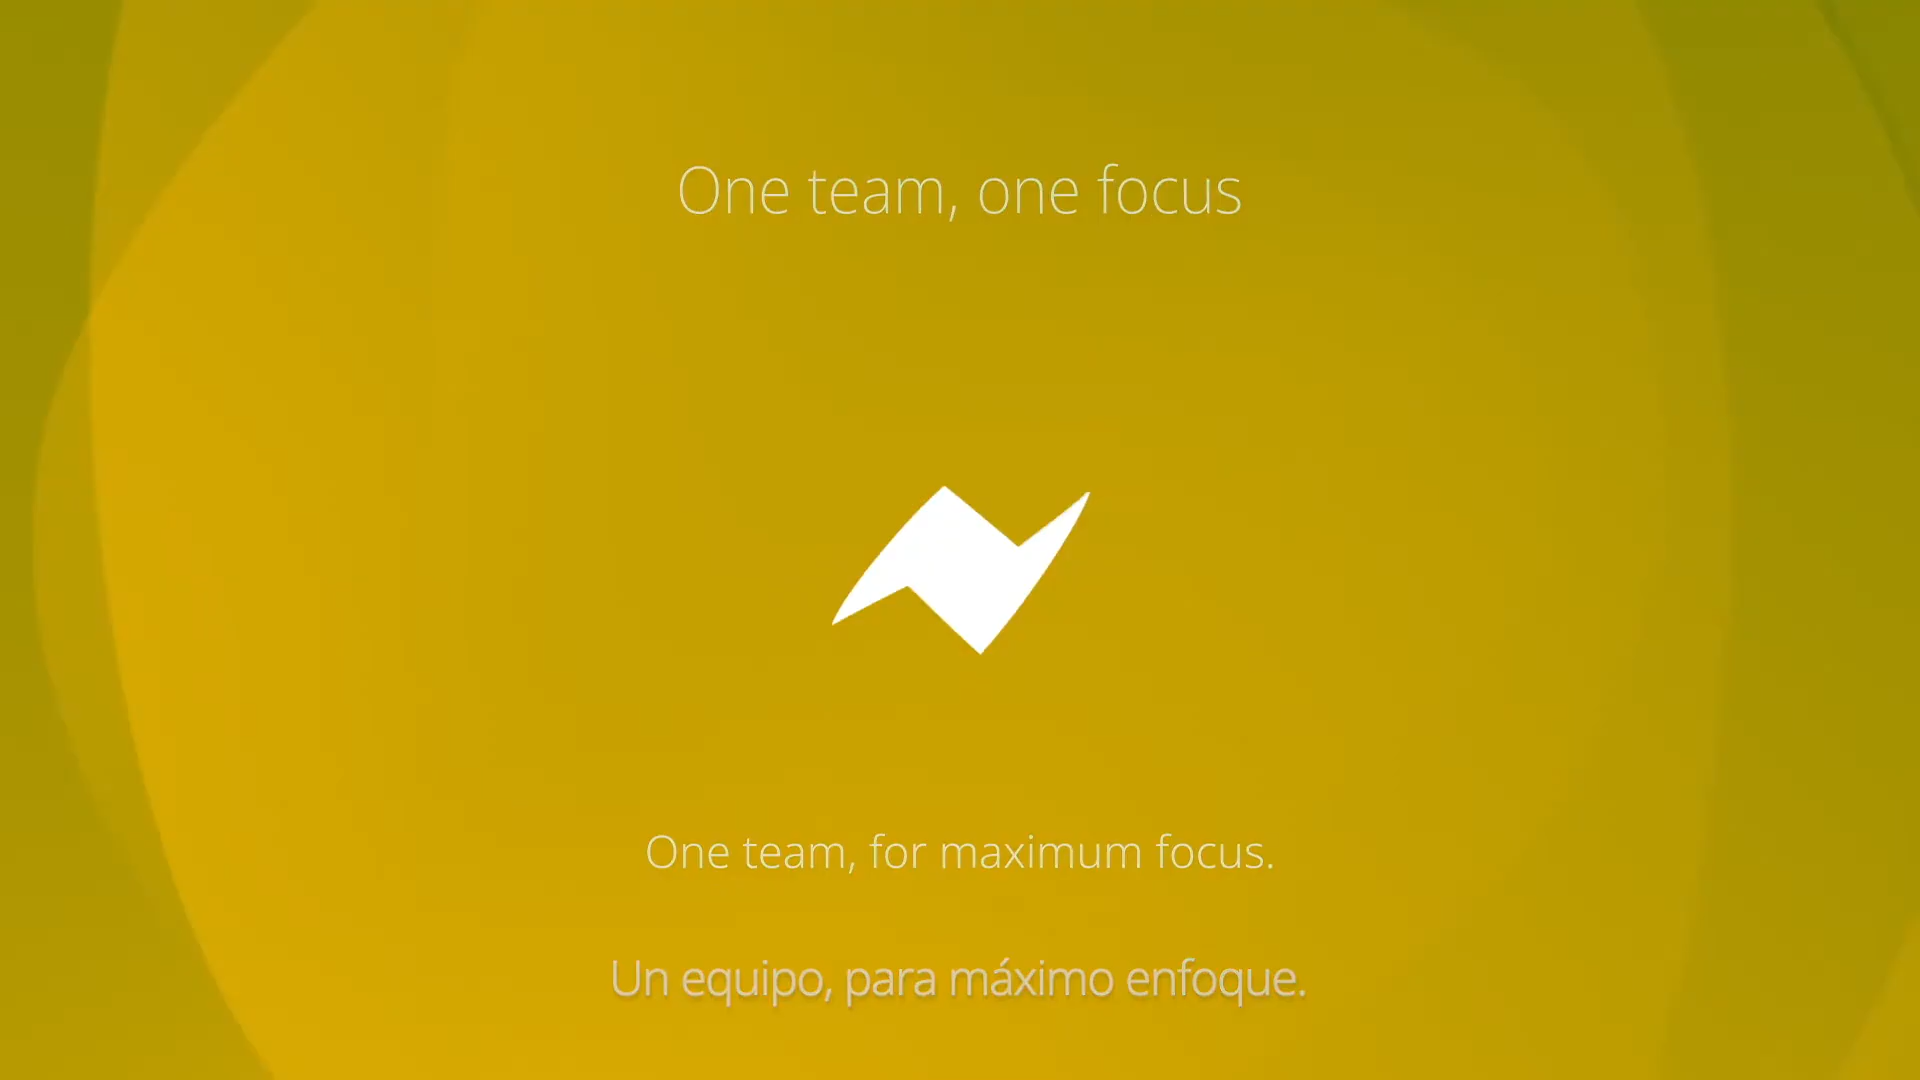 One team, one focus
One team, for maximum focus.
Un equipo, para máximo enfoque.